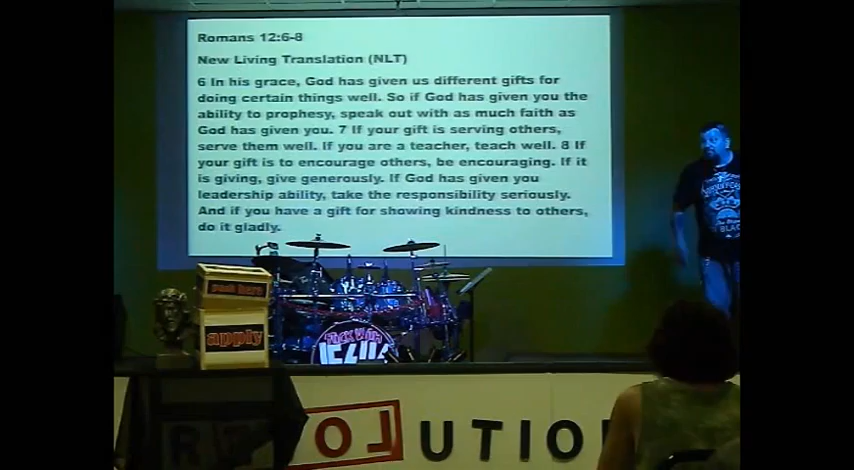 Romans 12:6-8
New Living Translation (NLT)
6 In his grace, God has given us different gifts for
doing certain things well. So if God has given you the
ability to prophesy, speak out with as much faith as
God has given you. 7 If your gift is serving others,
serve them well. If you are a teacher, teach well. 8 If
your gift is to encourage others, be encouraging. If it
is giving, give generously. If God has given you
leadership ability, take the responsibility seriously.
And if you have a gift for showing kindness to others,
do it gladly.
push here
apply
JESUS
OLUTION